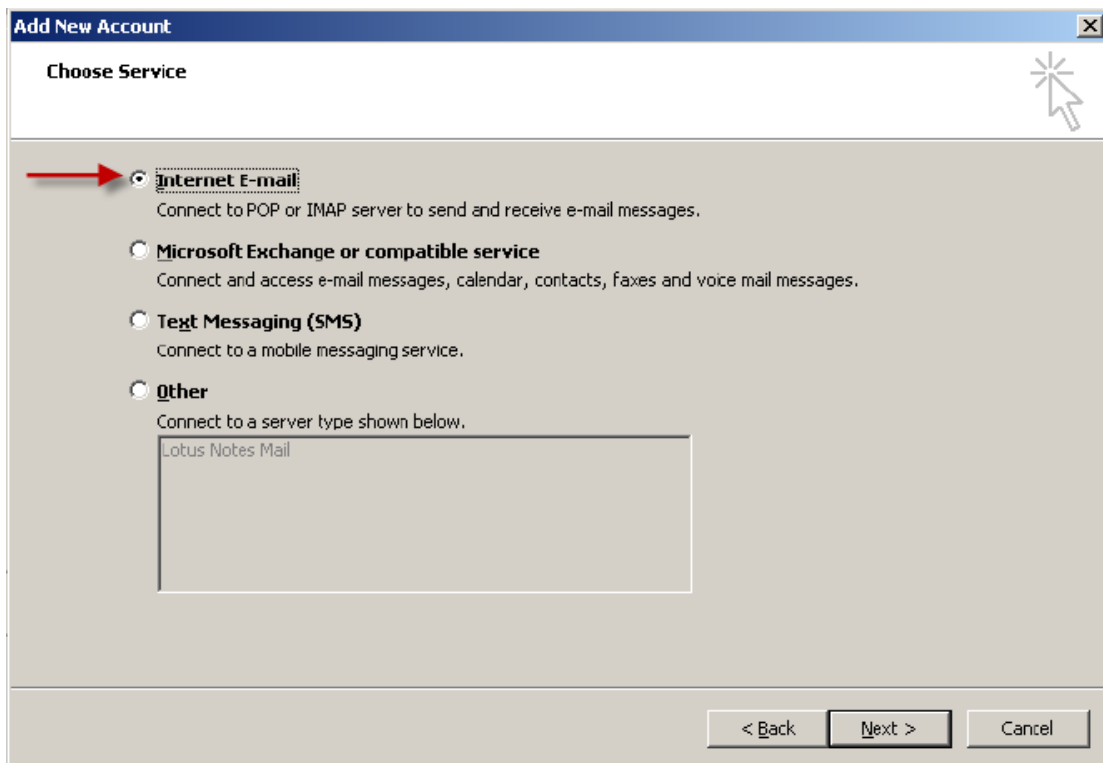 Add New Account
Choose Service
Internet E-mail
Connect to POP or IMAP server to send and receive e-mail messages.
Microsoft Exchange or compatible service
Connect and access e-mail messages, calendar, contacts, faxes and voice mail messages.
Text Messaging (SMS)
Connect to a mobile messaging service.
Other
Connect to a server type shown below.
Lotus Notes Mail
< Back Next > Cancel